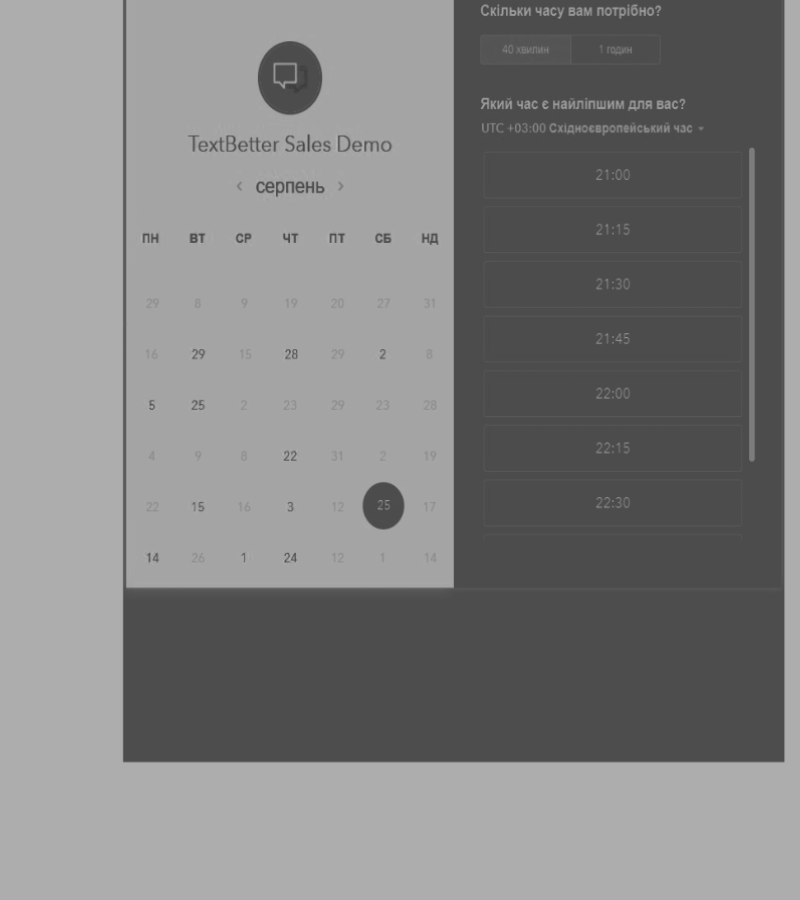 TextBetter Sales Demo
‹ серпень ›
ПН ВТ СР ЧТ ПТ СБ НД
29 8 9 19 20 27 31
16 29 15 28 29 2 8
5 25 2 23 29 23 28
4 9 8 22 31 2 19
22 15 16 3 12 25 17
14 26 1 24 12 1 14
Скільки часу вам потрібно?
40 хвилин 1 годин
Який час є найліпшим для вас?
UTC +03:00 Східноєвропейський час
21:00
21:15
21:30
21:45
22:00
22:15
22:30